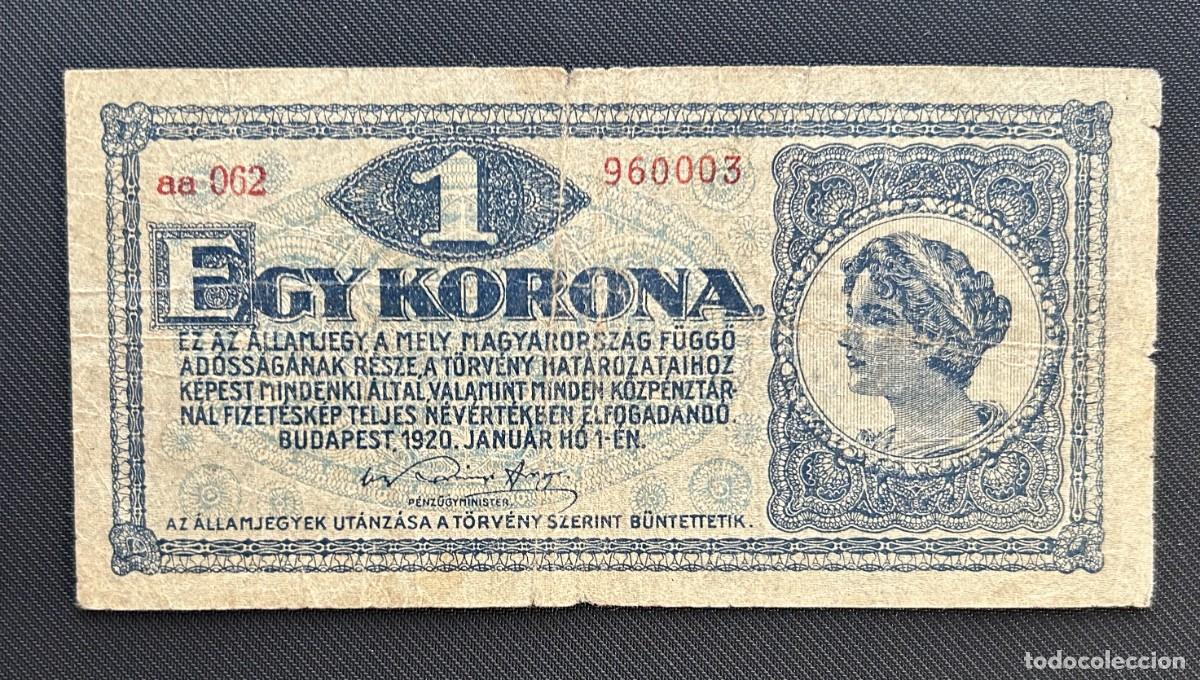 aa 062
1
960003
EGY KORONA.
EZ AZ ÁLLAMJEGY, A MELY MAGYARORSZÁG FÜGGŐ
ADÓSSÁGÁNAK RÉSZE, A TÖRVÉNY HATÁROZATAIHOZ
KÉPEST MINDENKI ÁLTAL, VALAMINT MINDEN KÖZPÉNZTÁR-
NÁL FIZETÉSKÉP TELJES NÉVÉRTÉKBEN ELFOGADANDÓ.
BUDAPEST, 1920. JANUÁR HÓ 1-ÉN.
PÉNZÜGYMINISTER.
AZ ÁLLAMJEGYEK UTÁNZÁSA A TÖRVÉNY SZERINT BÜNTETTETIK.
todocoleccion